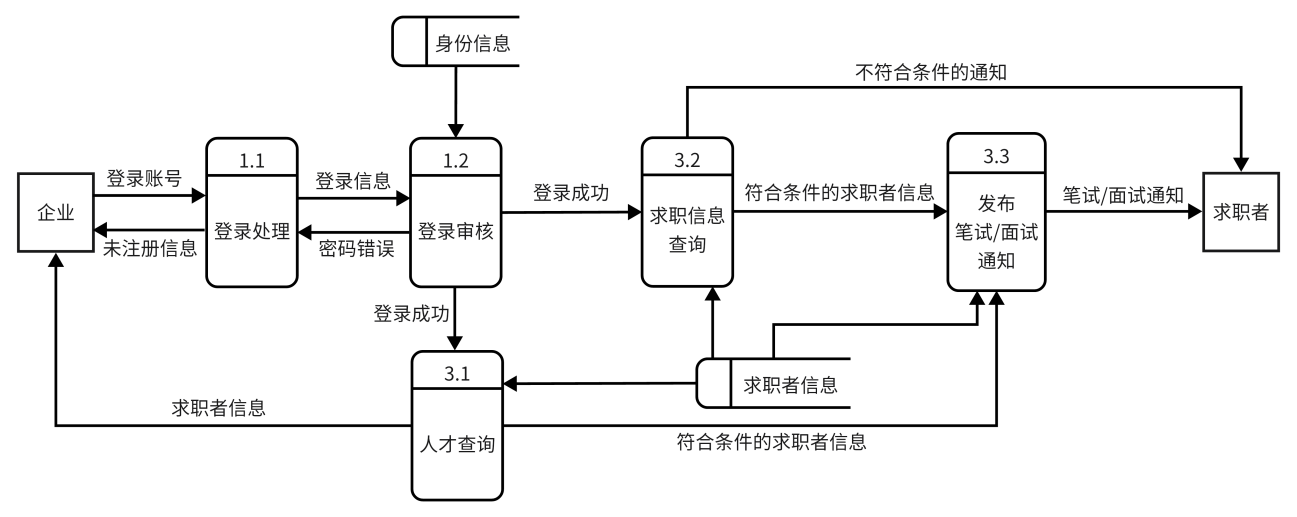 身份信息
不符合条件的通知
1.1
1.2
3.2
3.3
登录账号
登录信息
登录成功
符合条件的求职者信息
笔试/面试通知
企业
登录处理
登录审核
求职信息
查询
发布
笔试/面试
通知
求职者
未注册信息
密码错误
登录成功
3.1
求职者信息
求职者信息
人才查询
符合条件的求职者信息